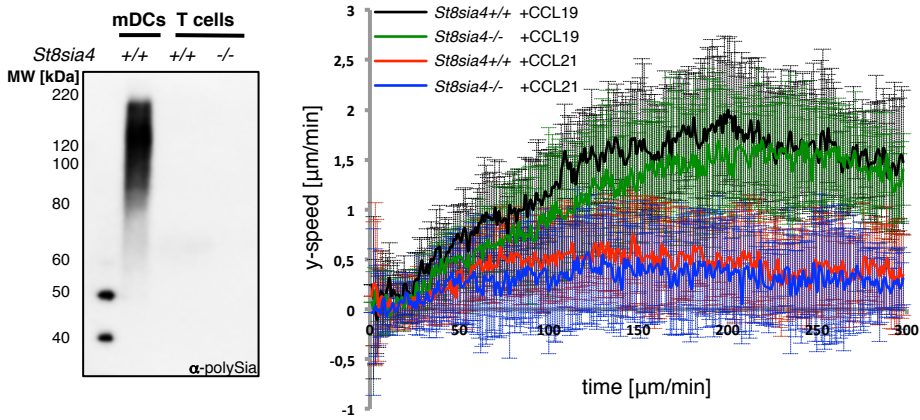 mDCs T cells
St8sia4 +/+ +/+ -/-
MW [kDa]
220
120
100
80
60
50
40
α-polySia
St8sia4+/+ +CCL19
St8sia4-/- +CCL19
St8sia4+/+ +CCL21
St8sia4-/- +CCL21
y-speed [µm/min]
3
2,5
2
1,5
1
0,5
0
-0,5
-1
0 50 100 150 200 250 300
time [µm/min]